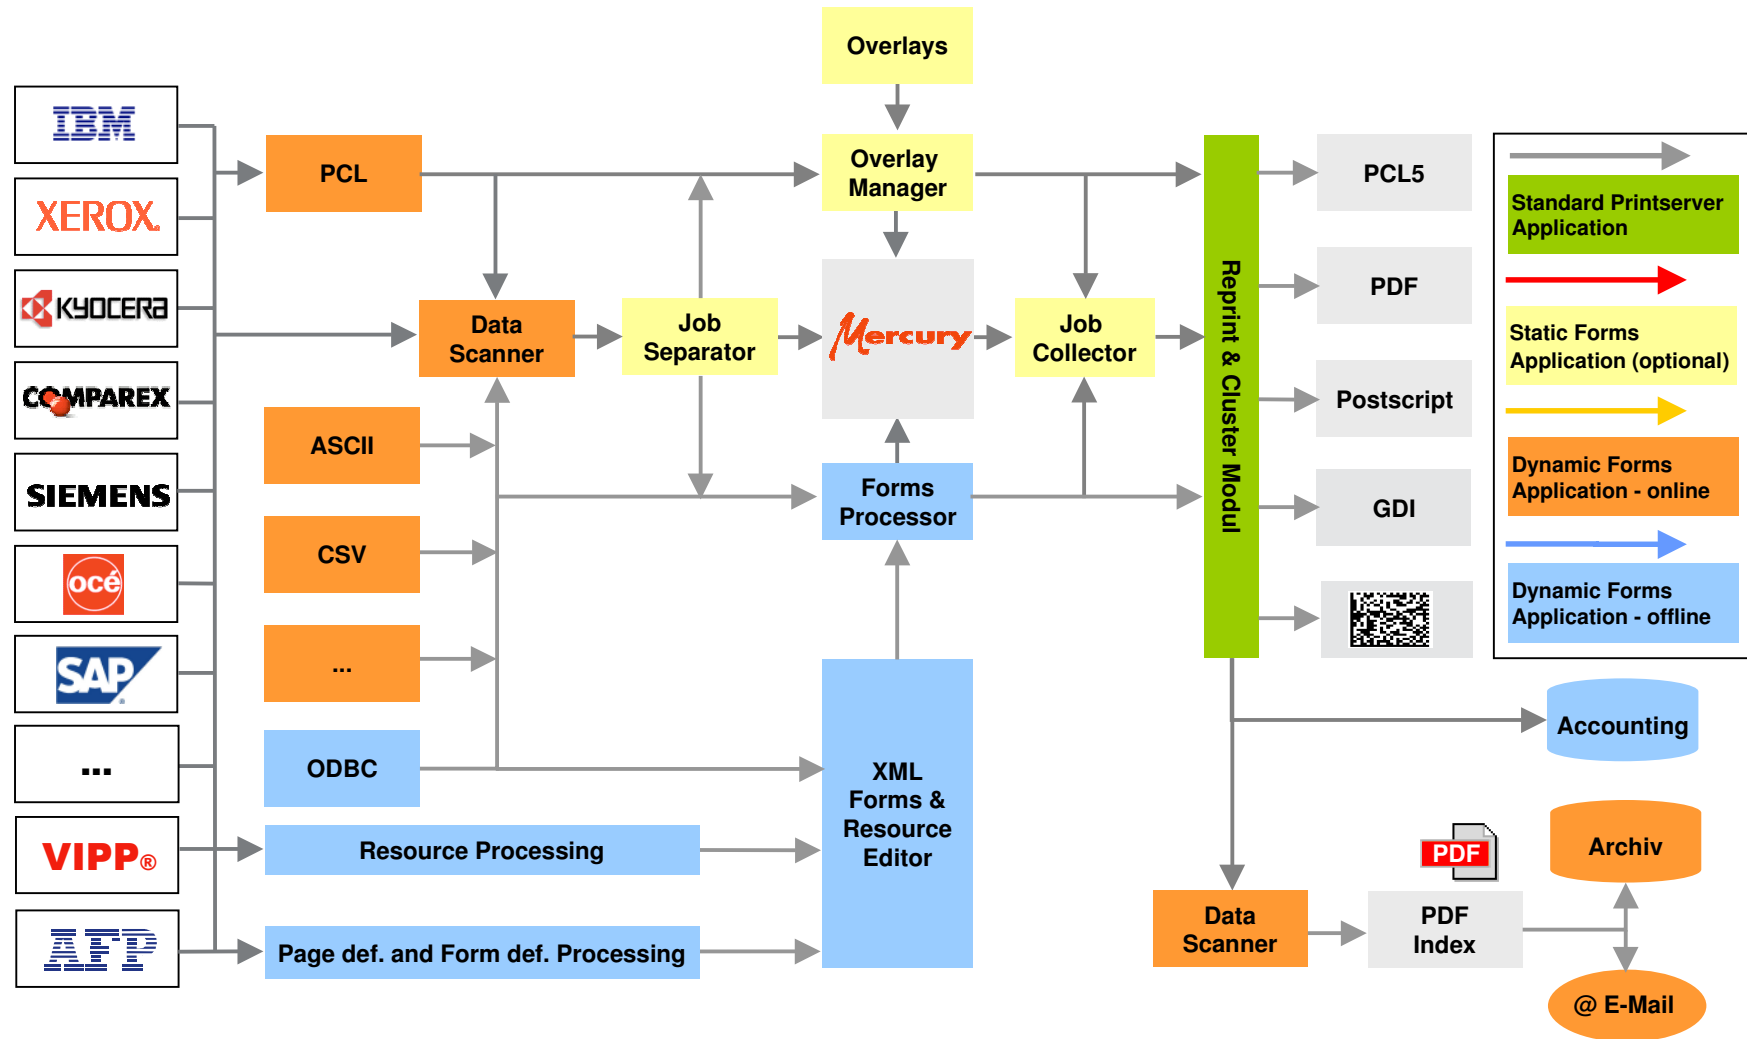 Overlays
IBM
XEROX.
KYOCERA
COMPAREX
SIEMENS
océ
SAP
...
VIPP®
AFP
PCL
Data
Scanner
ASCII
CSV
...
ODBC
Resource Processing
Page def. and Form def. Processing
Job
Separator
Overlay
Manager
Mercury
Forms
Processor
XML
Forms &
Resource
Editor
Job
Collector
Reprint & Cluster Modul
PCL5
PDF
Postscript
GDI
Standard Printserver
Application
Static Forms
Application (optional)
Dynamic Forms
Application - online
Dynamic Forms
Application - offline
Accounting
Data
Scanner
PDF
PDF
Index
Archiv
@ E-Mail